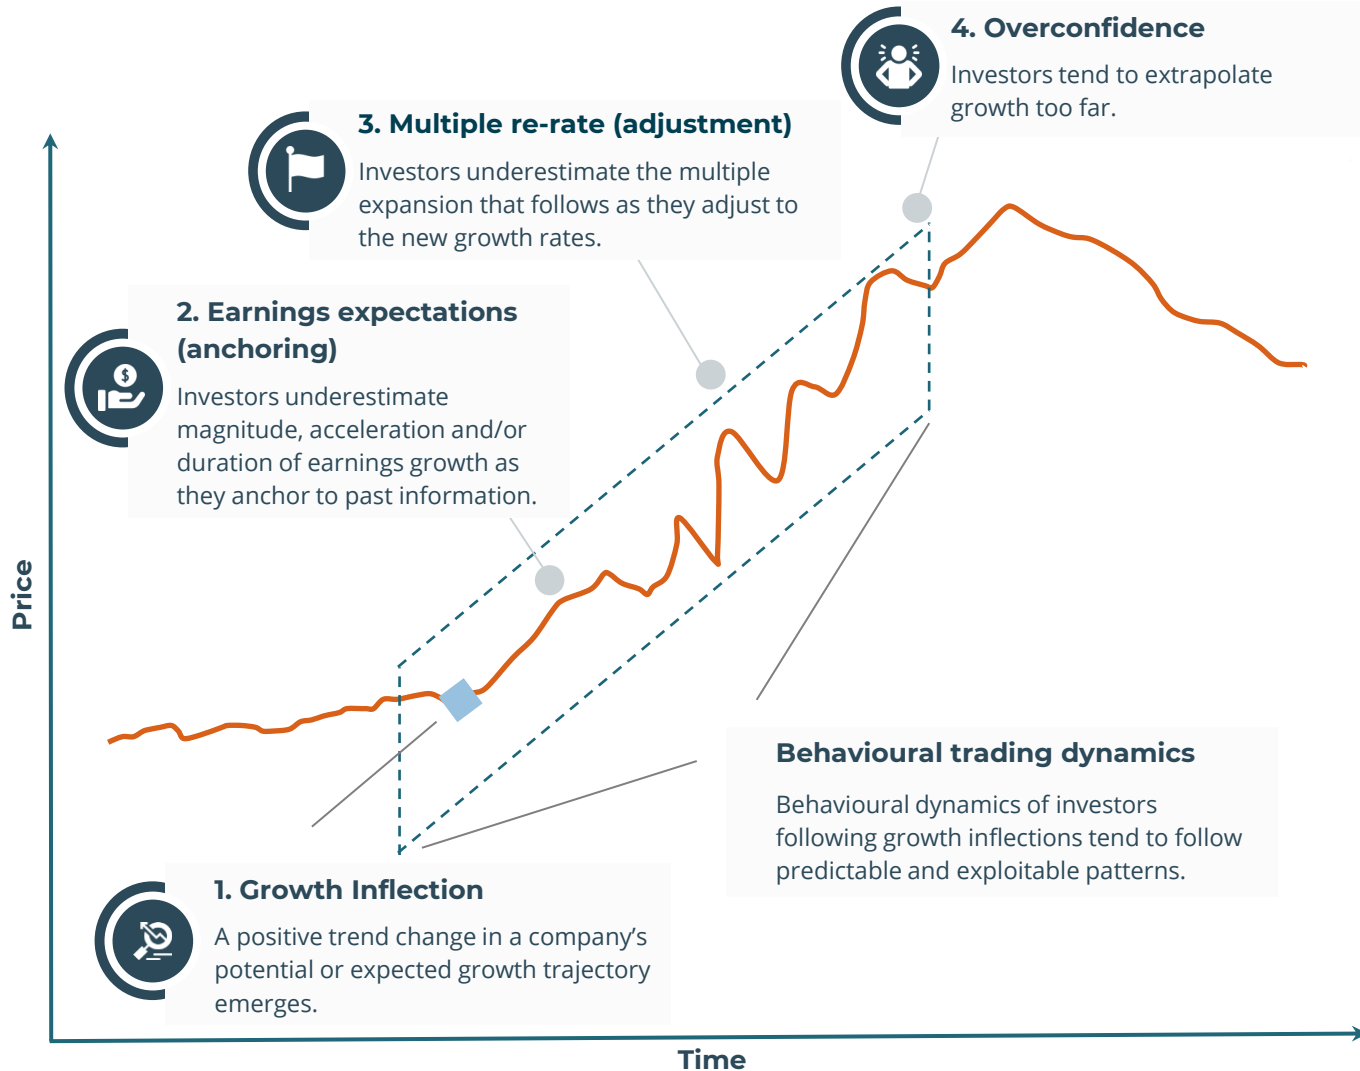 4. Overconfidence
Investors tend to extrapolate
growth too far.
3. Multiple re-rate (adjustment)
Investors underestimate the multiple
expansion that follows as they adjust to
the new growth rates.
2. Earnings expectations
(anchoring)
Investors underestimate
magnitude, acceleration and/or
duration of earnings growth as
they anchor to past information.
$
Price
Behavioural trading dynamics
Behavioural dynamics of investors
following growth inflections tend to follow
predictable and exploitable patterns.
1. Growth Inflection
A positive trend change in a company’s
potential or expected growth trajectory
emerges.
Time